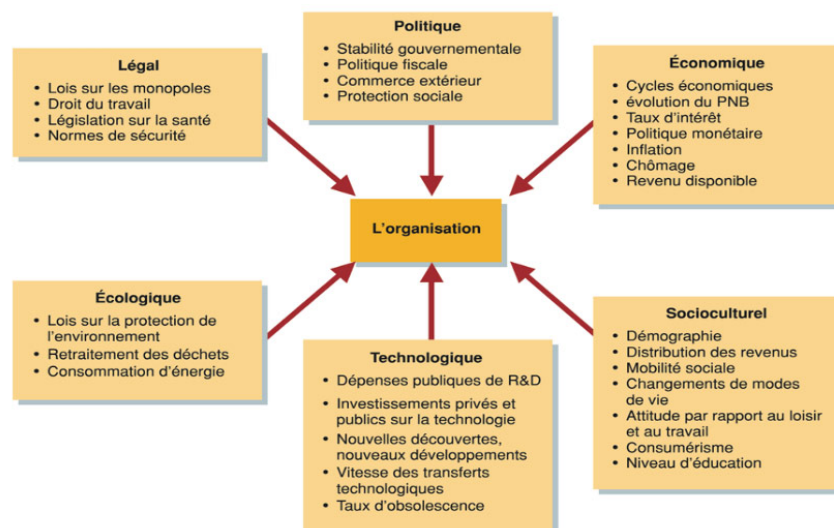 Politique
• Stabilité gouvernementale
• Politique fiscale
• Commerce extérieur
• Protection sociale
Légal
• Lois sur les monopoles
• Droit du travail
• Législation sur la santé
• Normes de sécurité
Économique
• Cycles économiques
• évolution du PNB
• Taux d'intérêt
• Politique monétaire
• Inflation
• Chômage
• Revenu disponible
L'organisation
Écologique
• Lois sur la protection de
l'environnement
• Retraitement des déchets
• Consommation d'énergie
Technologique
• Dépenses publiques de R&D
• Investissements privés et
publics sur la technologie
• Nouvelles découvertes,
nouveaux développements
• Vitesse des transferts
technologiques
• Taux d'obsolescence
Socioculturel
• Démographie
• Distribution des revenus
• Mobilité sociale
• Changements de modes
de vie
• Attitude par rapport au loisir
et au travail
• Consumérisme
• Niveau d'éducation